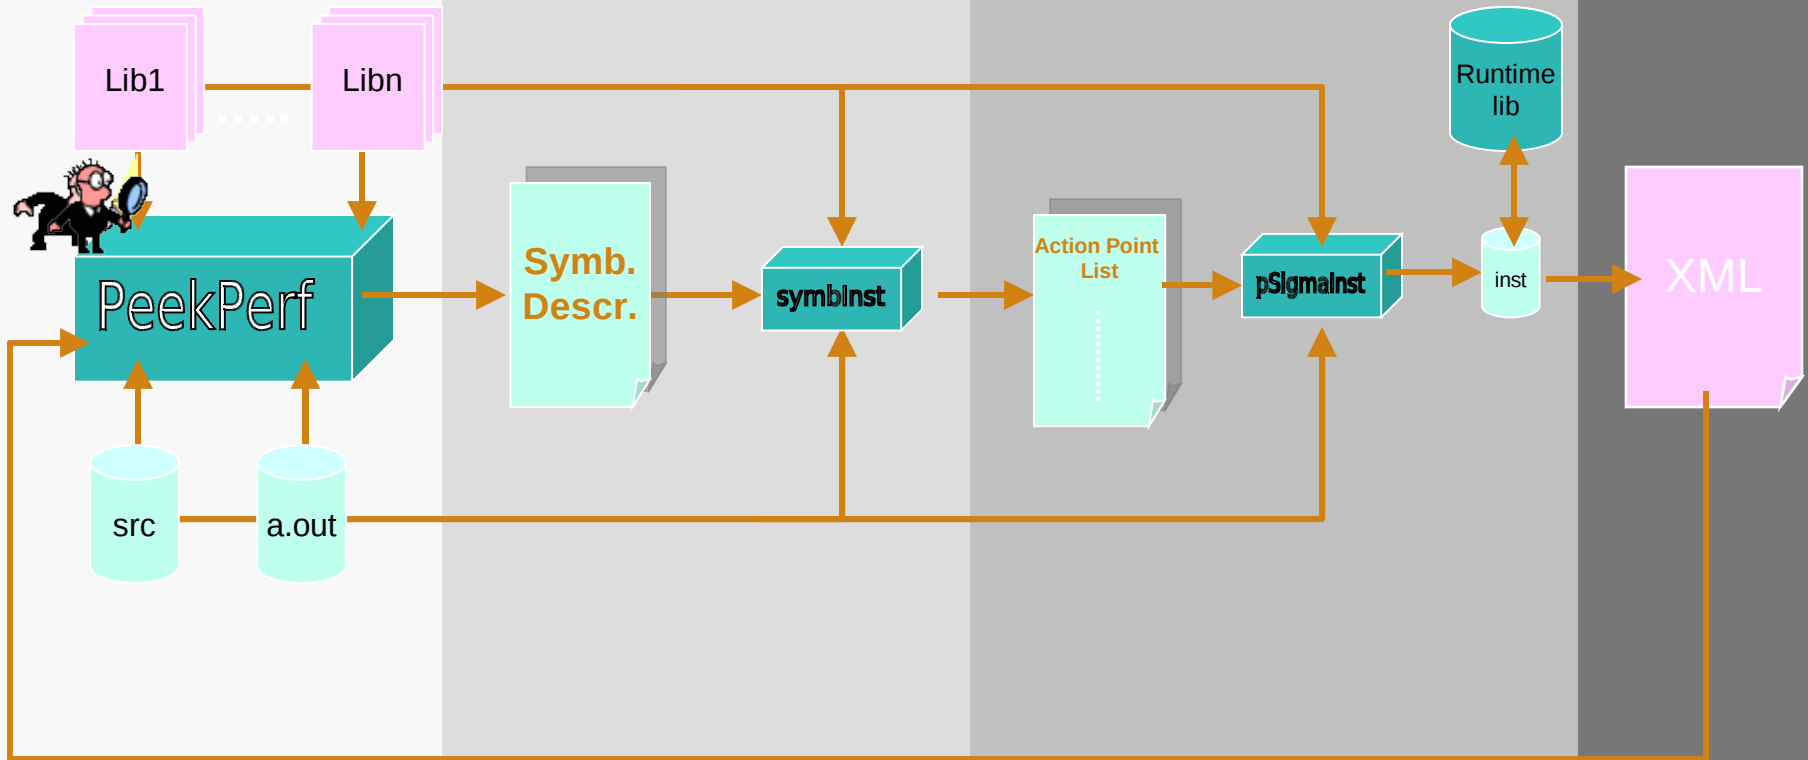 Lib1
Libn
Runtime
lib
Symb.
Descr.
Action Point
List
PeekPerf
symbInst
pSigmaInst
inst
XML
src
a.out